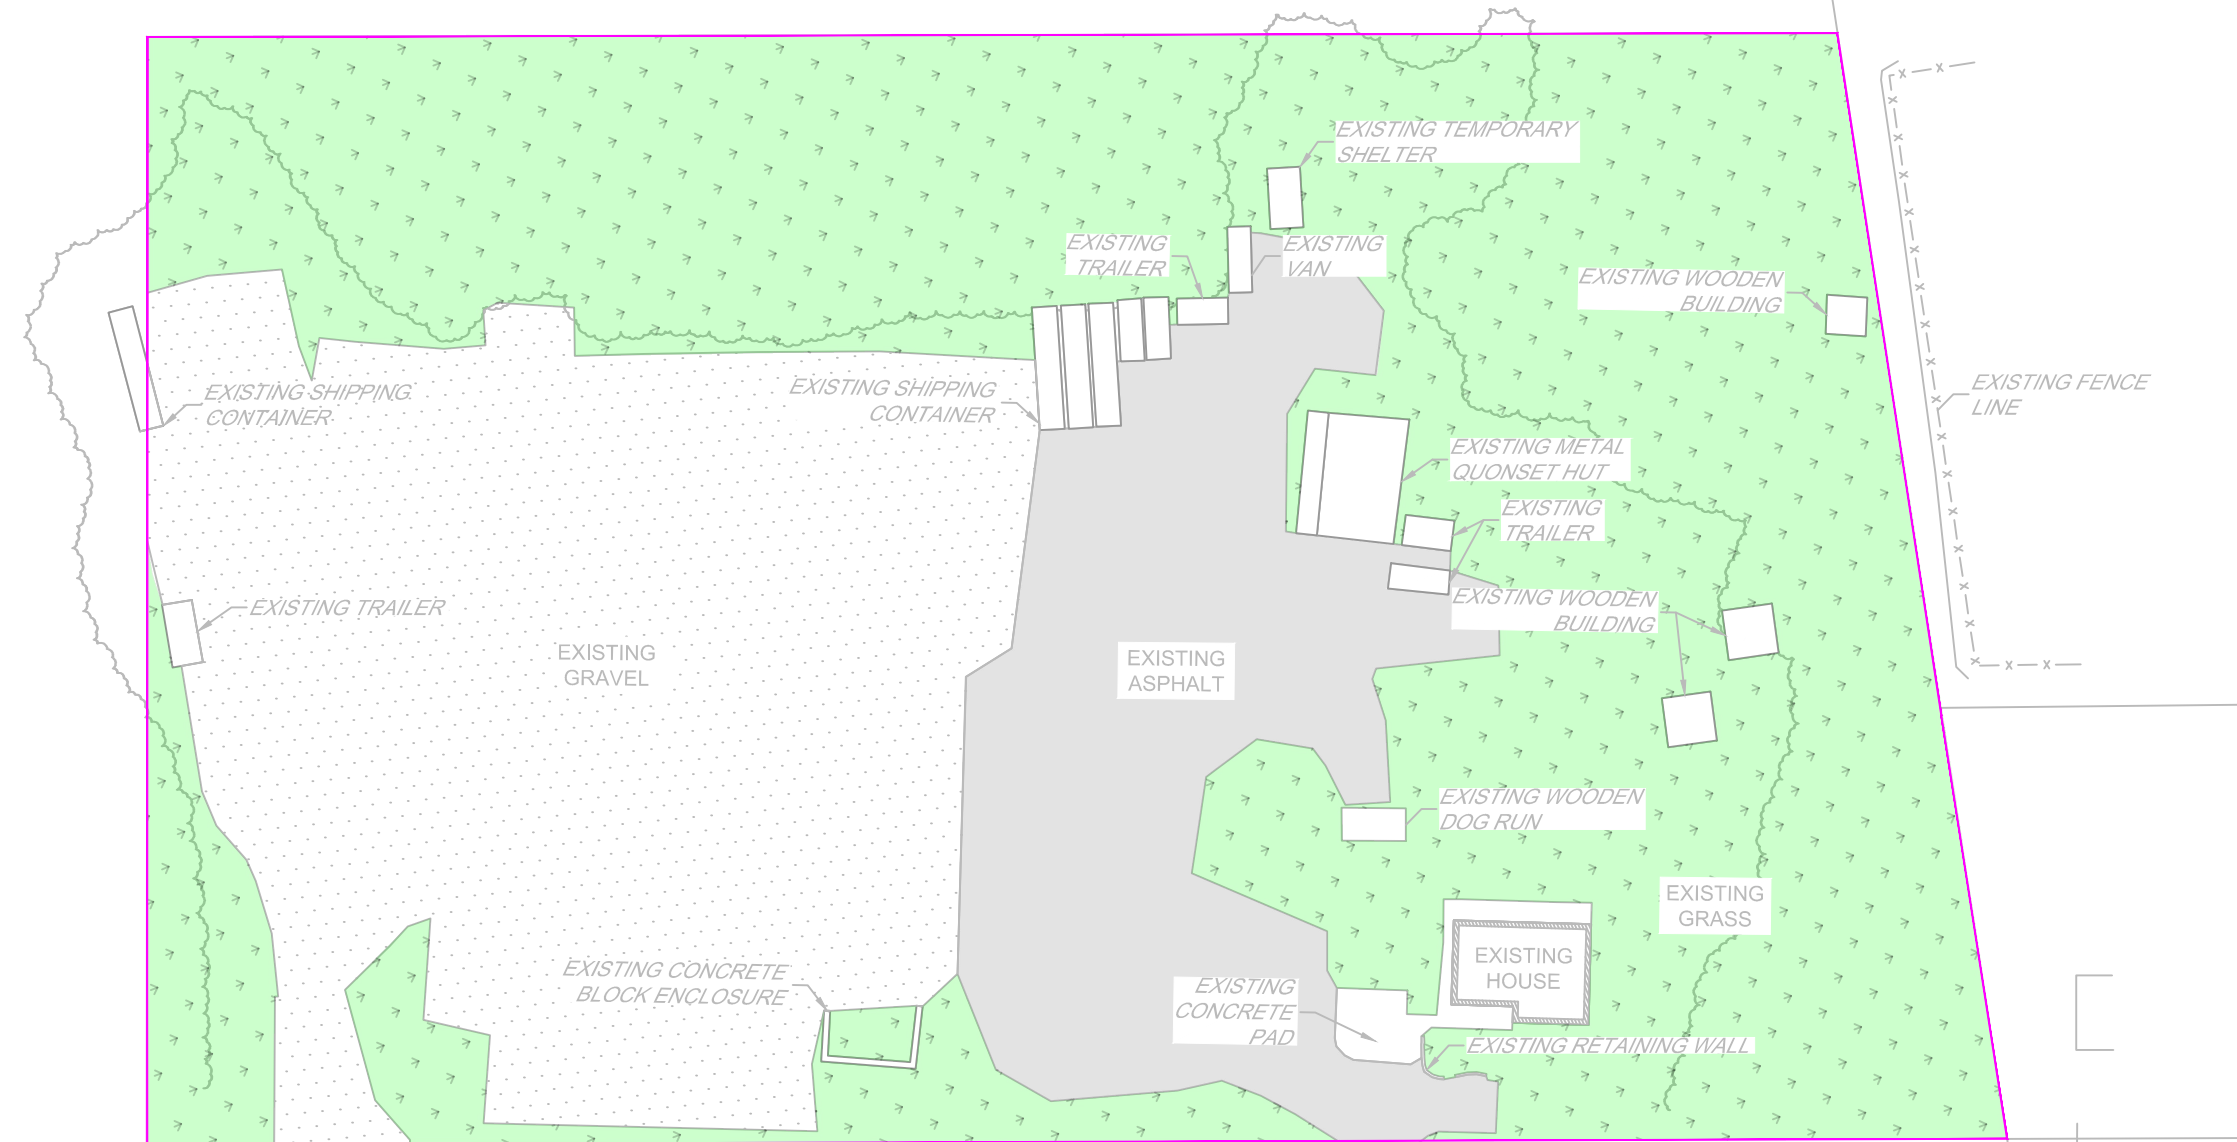 EXISTING TEMPORARY
SHELTER
EXISTING
TRAILER
EXISTING
VAN
EXISTING WOODEN
BUILDING
EXISTING SHIPPING
CONTAINER
EXISTING SHIPPING
CONTAINER
EXISTING FENCE
LINE
EXISTING METAL
QUONSET HUT
EXISTING
TRAILER
EXISTING WOODEN
BUILDING
EXISTING TRAILER
EXISTING
GRAVEL
EXISTING
ASPHALT
EXISTING WOODEN
DOG RUN
EXISTING
GRASS
EXISTING
HOUSE
EXISTING CONCRETE
BLOCK ENCLOSURE
EXISTING
CONCRETE
PAD
EXISTING RETAINING WALL